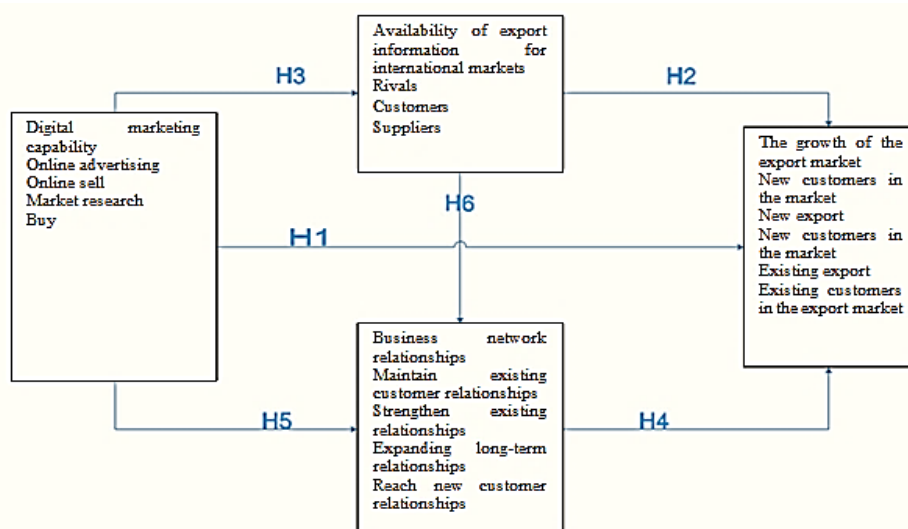 Availability of export
information for
international markets
Rivals
Customers
Suppliers
H3
H2
Digital marketing
capability
Online advertising
Online sell
Market research
Buy
The growth of the
export market
New customers in
the market
New export
New customers in
the market
Existing export
Existing customers
in the export market
H6
H1
Business network
relationships
Maintain existing
customer relationships
Strengthen existing
relationships
Expanding long-term
relationships
Reach new customer
relationships
H5
H4